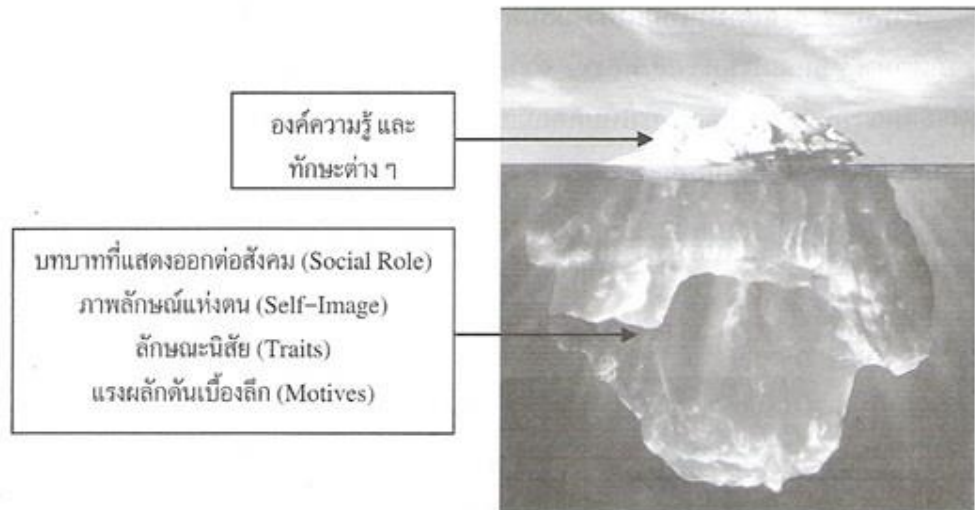 องค์ความรู้ และ
ทักษะต่าง ๆ
บทบาทที่แสดงออกต่อสังคม (Social Role)
ภาพลักษณ์แห่งตน (Self-Image)
ลักษณะนิสัย (Traits)
แรงผลักดันเบื้องลึก (Motives)